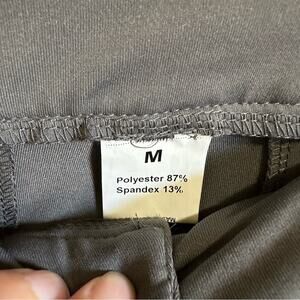 M
Polyester 87%
Spandex 13%